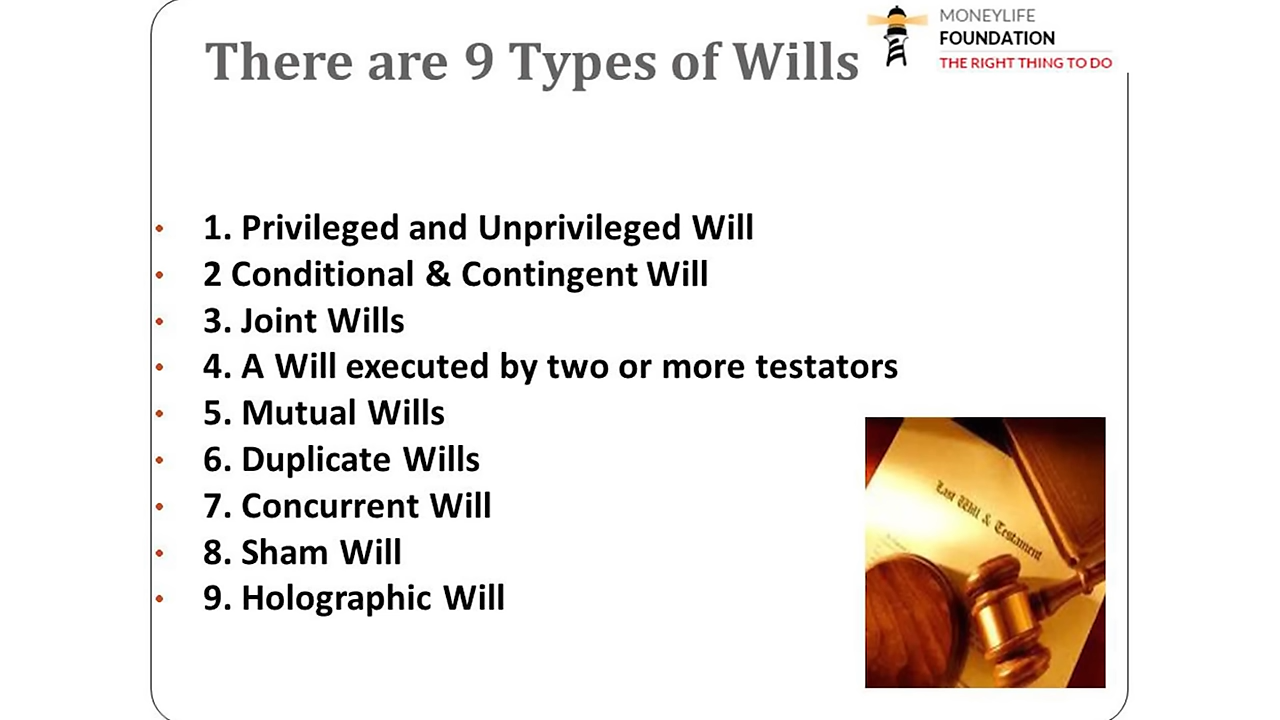 There are 9 Types of Wills
MONEYLIFE
FOUNDATION
THE RIGHT THING TO DO
• 1. Privileged and Unprivileged Will
• 2 Conditional & Contingent Will
• 3. Joint Wills
• 4. A Will executed by two or more testators
• 5. Mutual Wills
• 6. Duplicate Wills
• 7. Concurrent Will
• 8. Sham Will
• 9. Holographic Will
Last Will & Testament